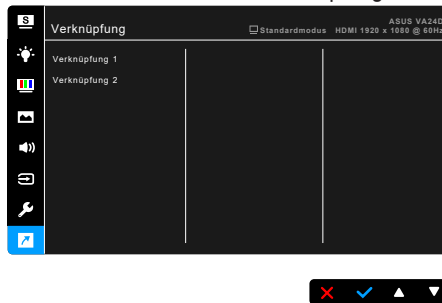 S
Verknüpfung
ASUS VA24D
Standardmodus HDMI 1920 x 1080 @ 60Hz
Verknüpfung 1
Verknüpfung 2